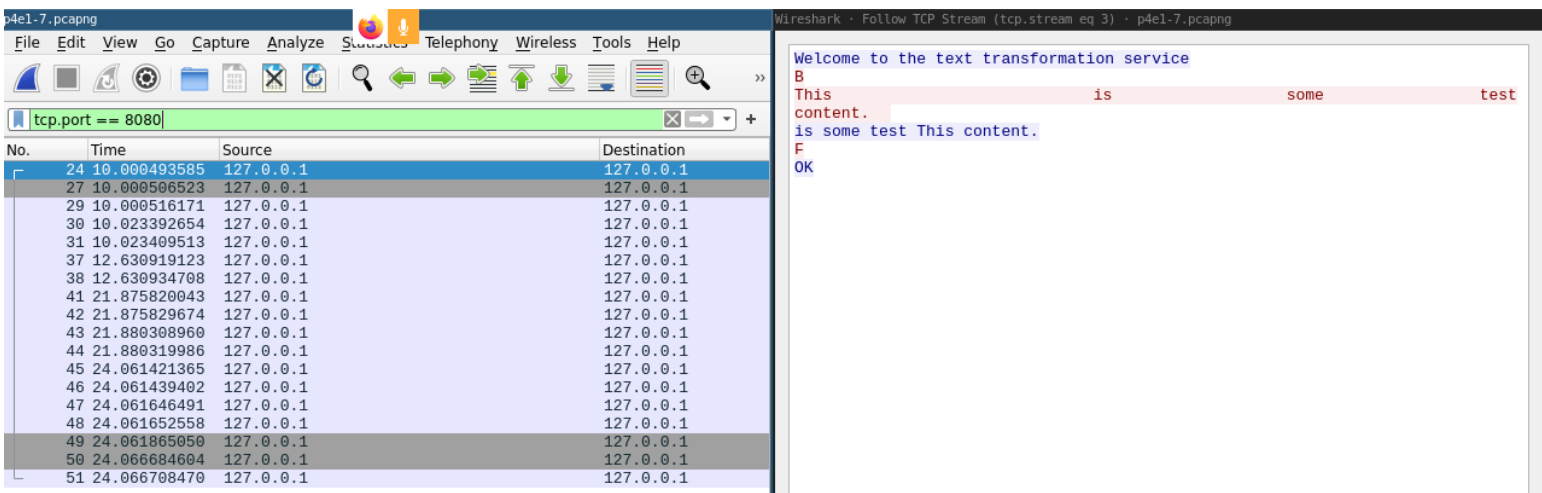 p4e1-7.pcapng
File Edit View Go Capture Analyze Telephony Wireless Tools Help
»
tcp.port == 8080
No. Time Source Destination
24 10.000493585 127.0.0.1 127.0.0.1
27 10.000506523 127.0.0.1 127.0.0.1
29 10.000516171 127.0.0.1 127.0.0.1
30 10.023392654 127.0.0.1 127.0.0.1
31 10.023409513 127.0.0.1 127.0.0.1
37 12.630919123 127.0.0.1 127.0.0.1
38 12.630934708 127.0.0.1 127.0.0.1
41 21.875820043 127.0.0.1 127.0.0.1
42 21.875829674 127.0.0.1 127.0.0.1
43 21.880308960 127.0.0.1 127.0.0.1
44 21.880319986 127.0.0.1 127.0.0.1
45 24.061421365 127.0.0.1 127.0.0.1
46 24.061439402 127.0.0.1 127.0.0.1
47 24.061646491 127.0.0.1 127.0.0.1
48 24.061652558 127.0.0.1 127.0.0.1
49 24.061865050 127.0.0.1 127.0.0.1
50 24.066684604 127.0.0.1 127.0.0.1
51 24.066708470 127.0.0.1 127.0.0.1
Wireshark · Follow TCP Stream (tcp.stream eq 3) · p4e1-7.pcapng
Welcome to the text transformation service
B
This is some test
content.
is some test This content.
F
OK